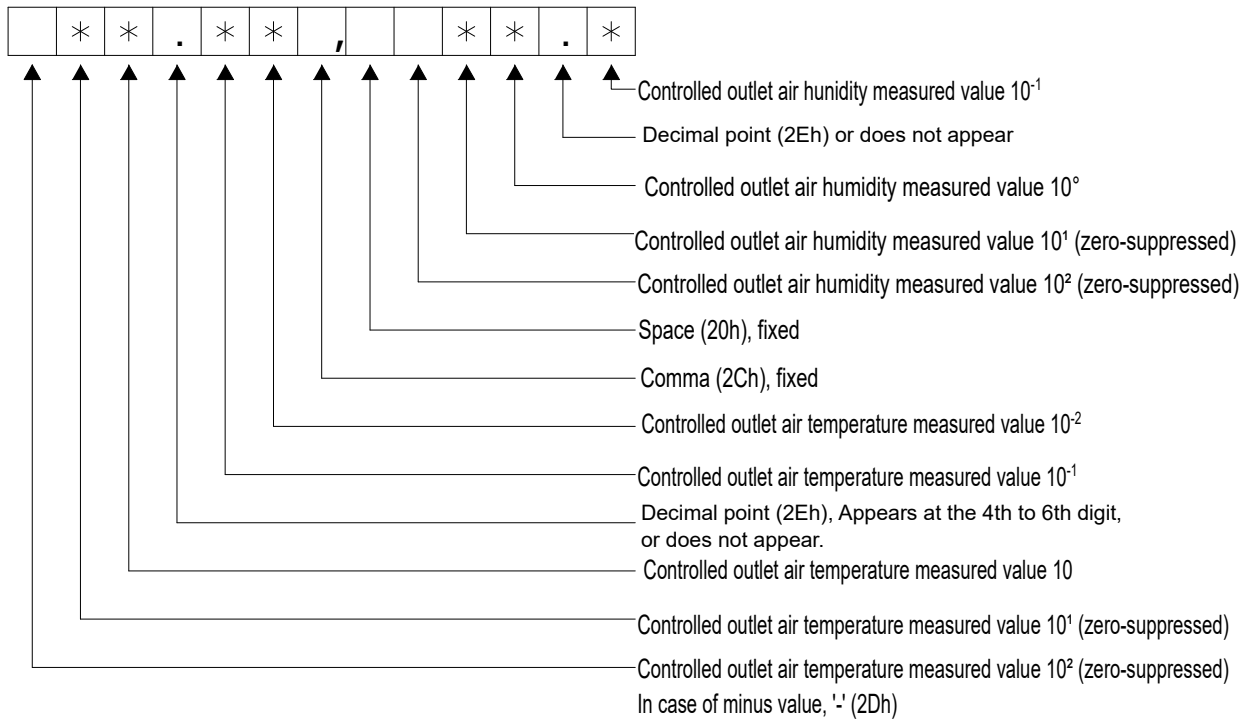 * * . * * , * * . *
Controlled outlet air hunidity measured value 10⁻¹
Decimal point (2Eh) or does not appear
Controlled outlet air humidity measured value 10°
Controlled outlet air humidity measured value 10¹ (zero-suppressed)
Controlled outlet air humidity measured value 10² (zero-suppressed)
Space (20h), fixed
Comma (2Ch), fixed
Controlled outlet air temperature measured value 10⁻²
Controlled outlet air temperature measured value 10⁻¹
Decimal point (2Eh), Appears at the 4th to 6th digit,
or does not appear.
Controlled outlet air temperature measured value 10
Controlled outlet air temperature measured value 10¹ (zero-suppressed)
Controlled outlet air temperature measured value 10² (zero-suppressed)
In case of minus value, '-' (2Dh)